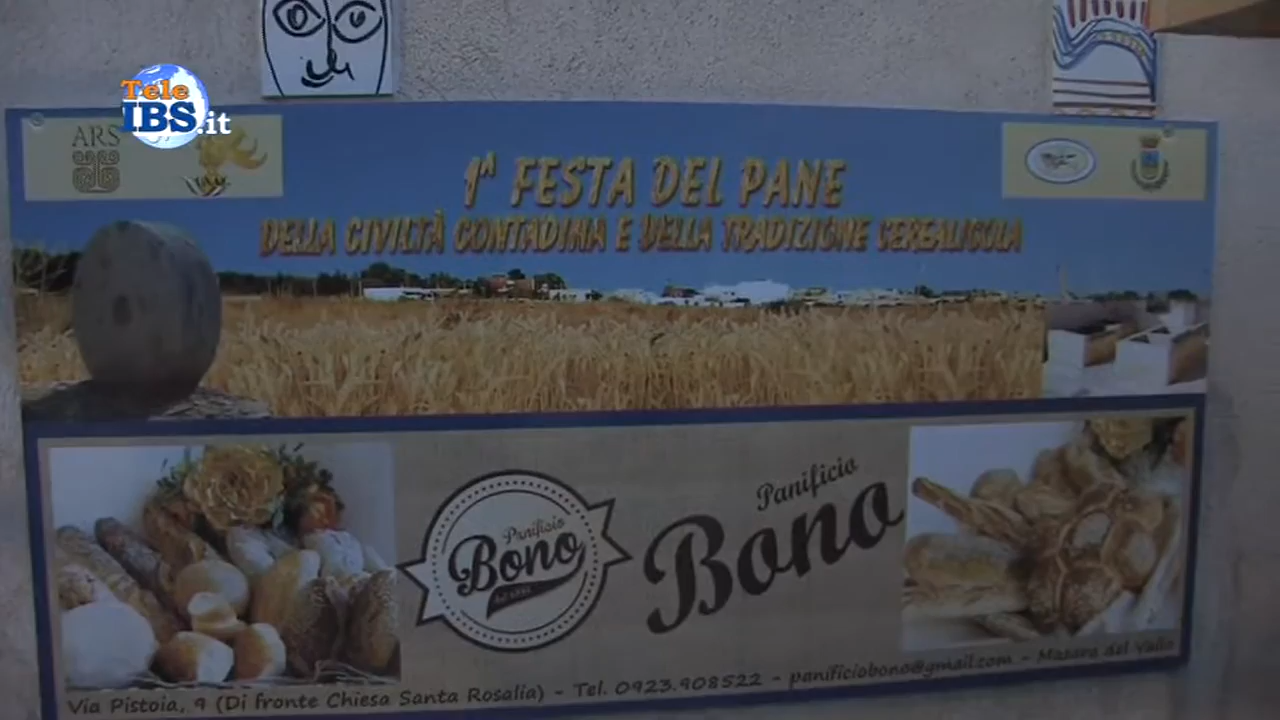 Tele
IBS.it
ARS
1ª FESTA DEL PANE
DELLA CIVILTÀ CONTADINA E DELLA TRADIZIONE CEREALICOLA
Panificio
Bono
Panificio
Bono
Via Pistoia, 9 (Di fronte Chiesa Santa Rosalia) - Tel. 0923.908522 - panificiobono@gmail.com - Mazara del Vallo